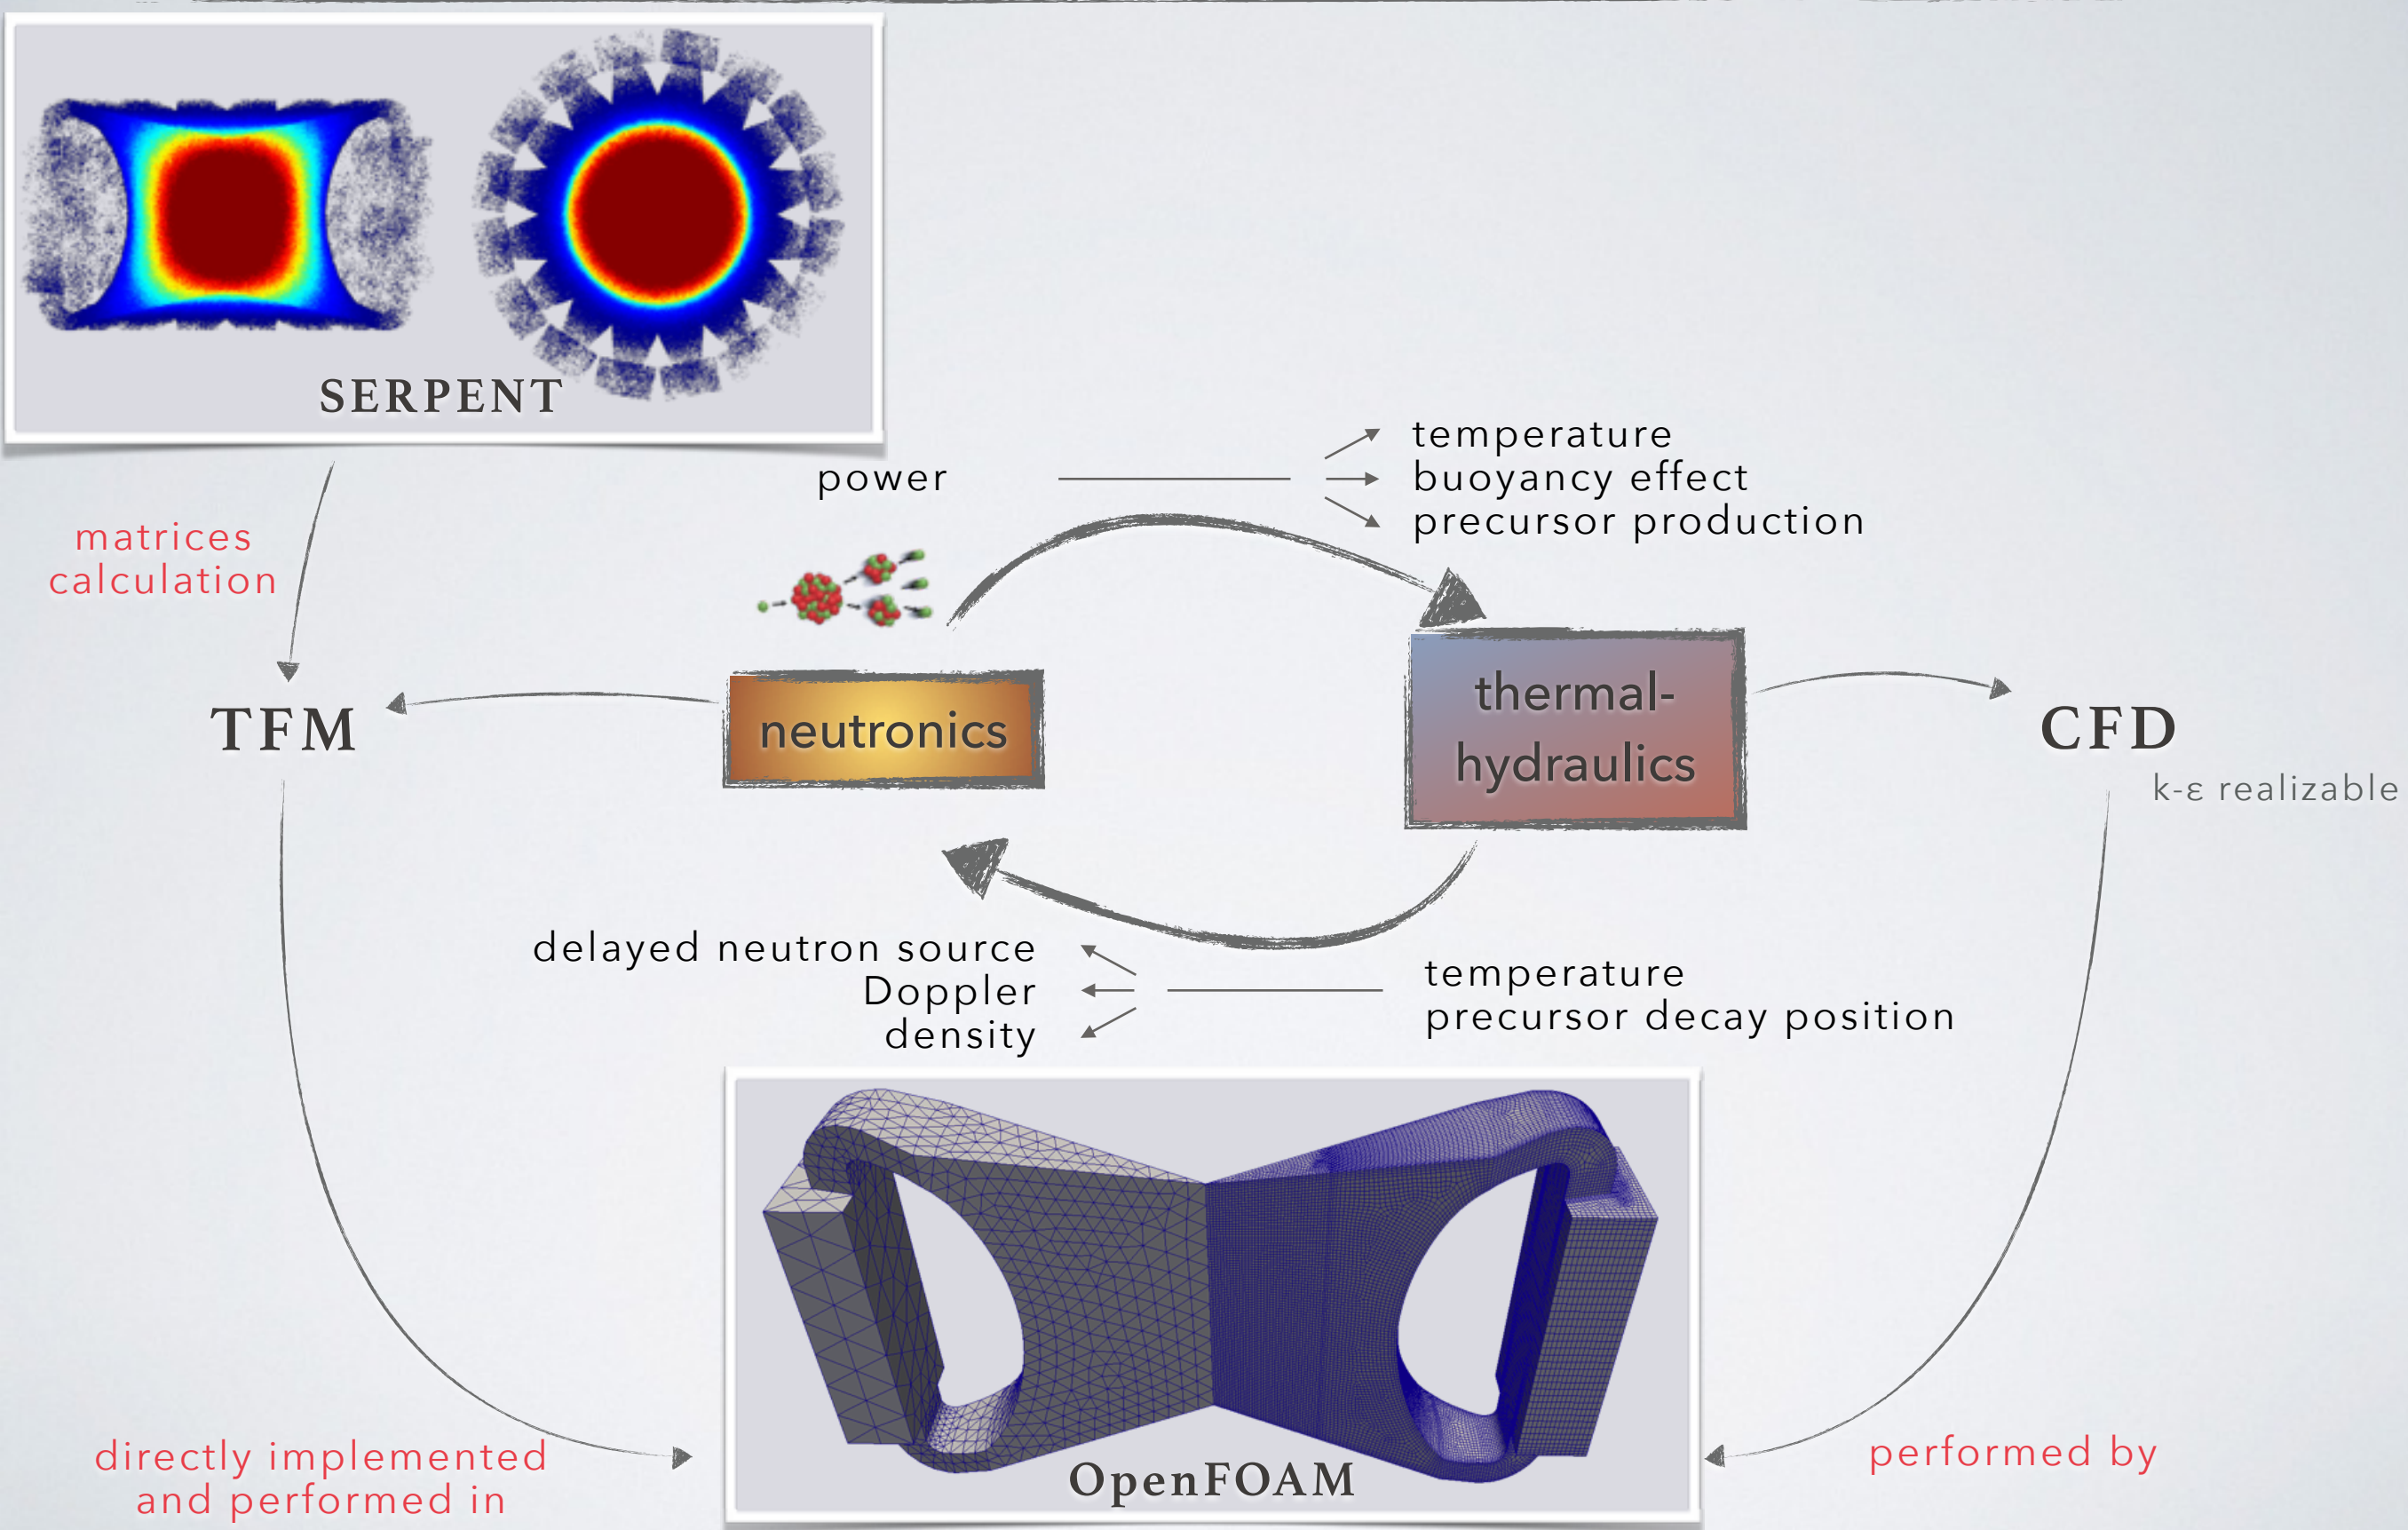 SERPENT
power
temperature
buoyancy effect
precursor production
matrices
calculation
TFM
neutronics
thermal-
hydraulics
CFD
k-ε realizable
delayed neutron source
Doppler
density
temperature
precursor decay position
directly implemented
and performed in
OpenFOAM
performed by